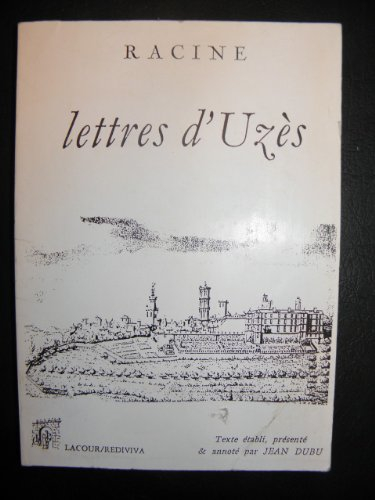 RACINE
lettres d'Uzès
LACOUR/REDIVIVA
Texte établi, présenté
& annoté par JEAN DUBU